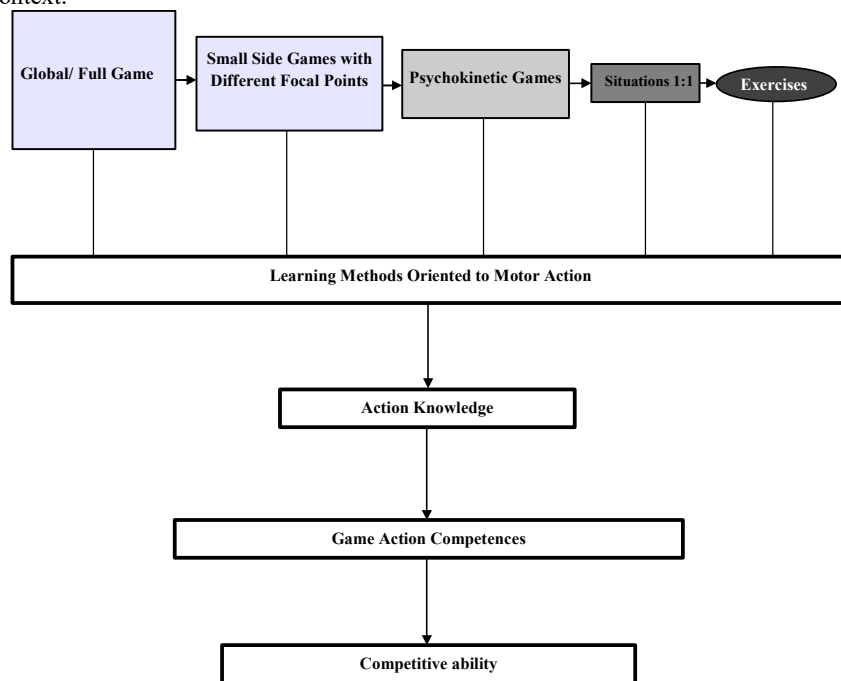 ontext.
Global/ Full Game
Small Side Games with
Different Focal Points
Psychokinetic Games
Situations 1:1
Exercises
Learning Methods Oriented to Motor Action
Action Knowledge
Game Action Competences
Competitive ability